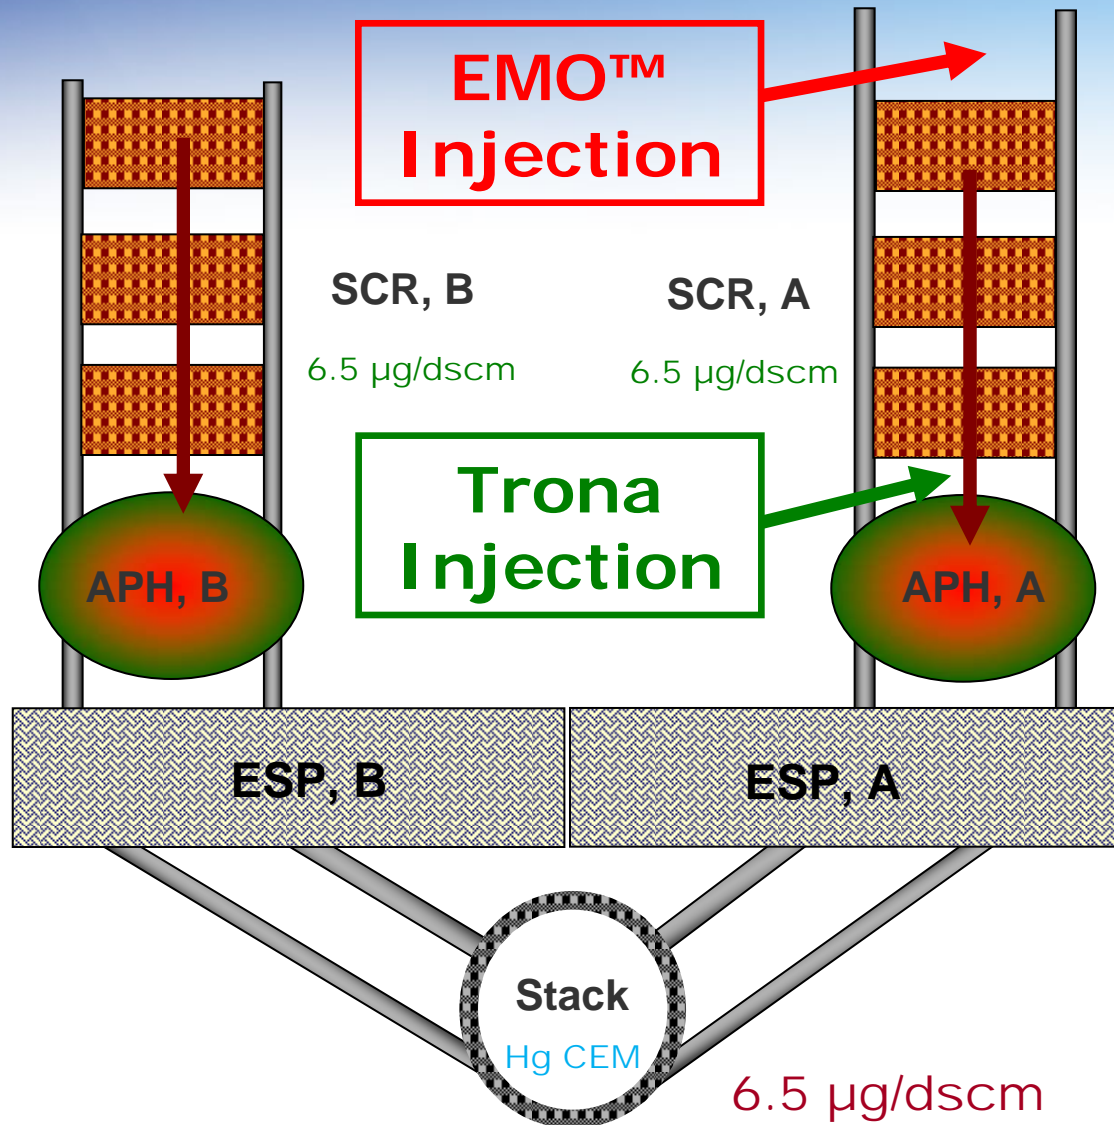 EMO™
Injection
SCR, B
SCR, A
6.5 µg/dscm
6.5 µg/dscm
Trona
Injection
APH, B
APH, A
ESP, B
ESP, A
Stack
Hg CEM
6.5 µg/dscm